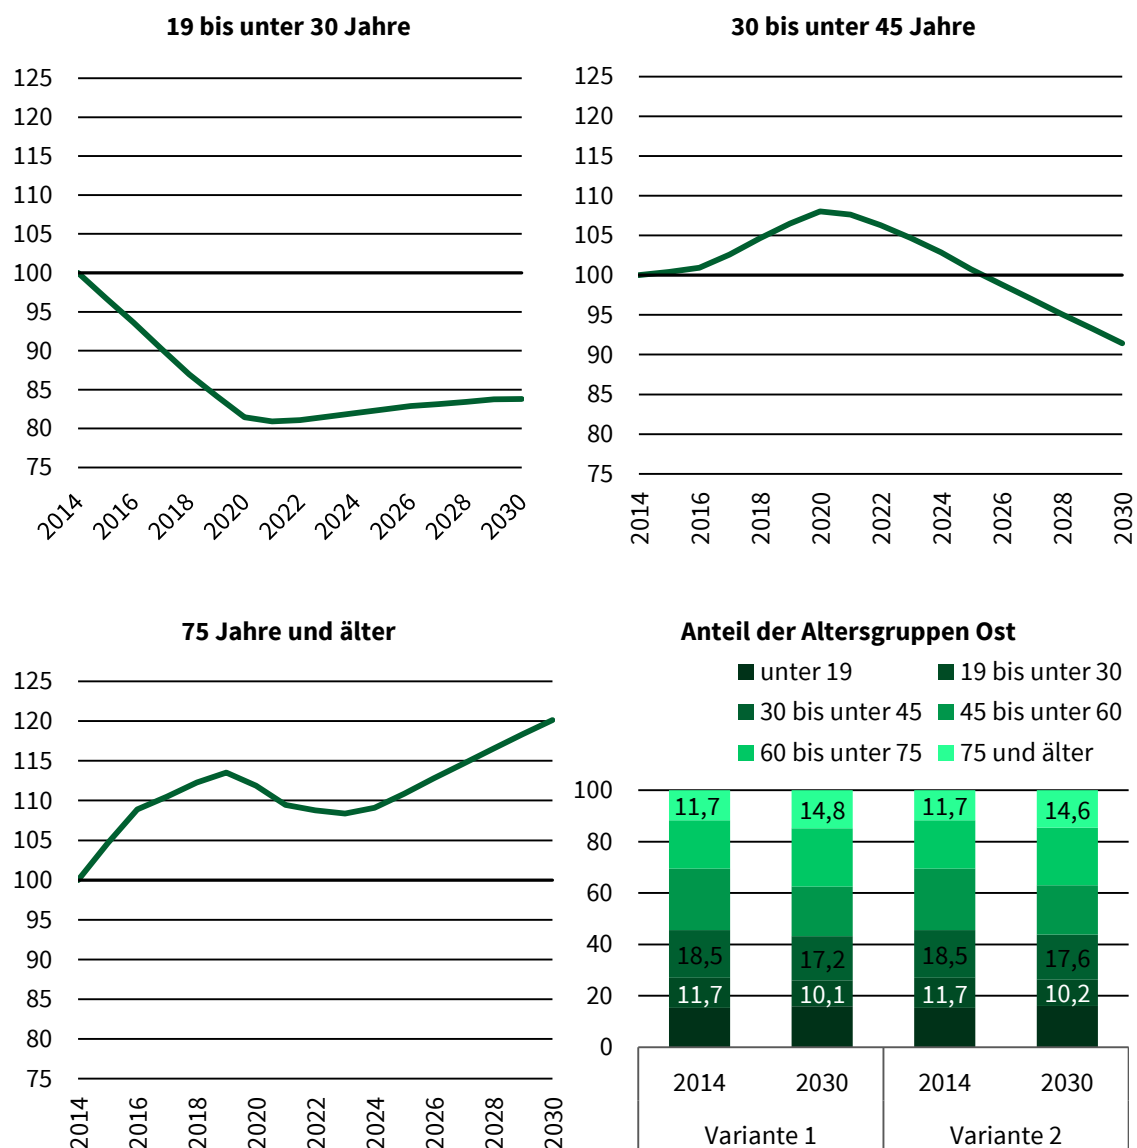 19 bis unter 30 Jahre
125
120
115
110
105
100
95
90
85
80
75
2014 2016 2018 2020 2022 2024 2026 2028 2030
30 bis unter 45 Jahre
125
120
115
110
105
100
95
90
85
80
75
2014 2016 2018 2020 2022 2024 2026 2028 2030
75 Jahre und älter
125
120
115
110
105
100
95
90
85
80
75
2014 2016 2018 2020 2022 2024 2026 2028 2030
Anteil der Altersgruppen Ost
unter 19 19 bis unter 30
30 bis unter 45 45 bis unter 60
60 bis unter 75 75 und älter
100
80
60
40
20
0
11,7 14,8 11,7 14,6
18,5 17,2 18,5 17,6
11,7 10,1 11,7 10,2
2014 2030 2014 2030
Variante 1 Variante 2